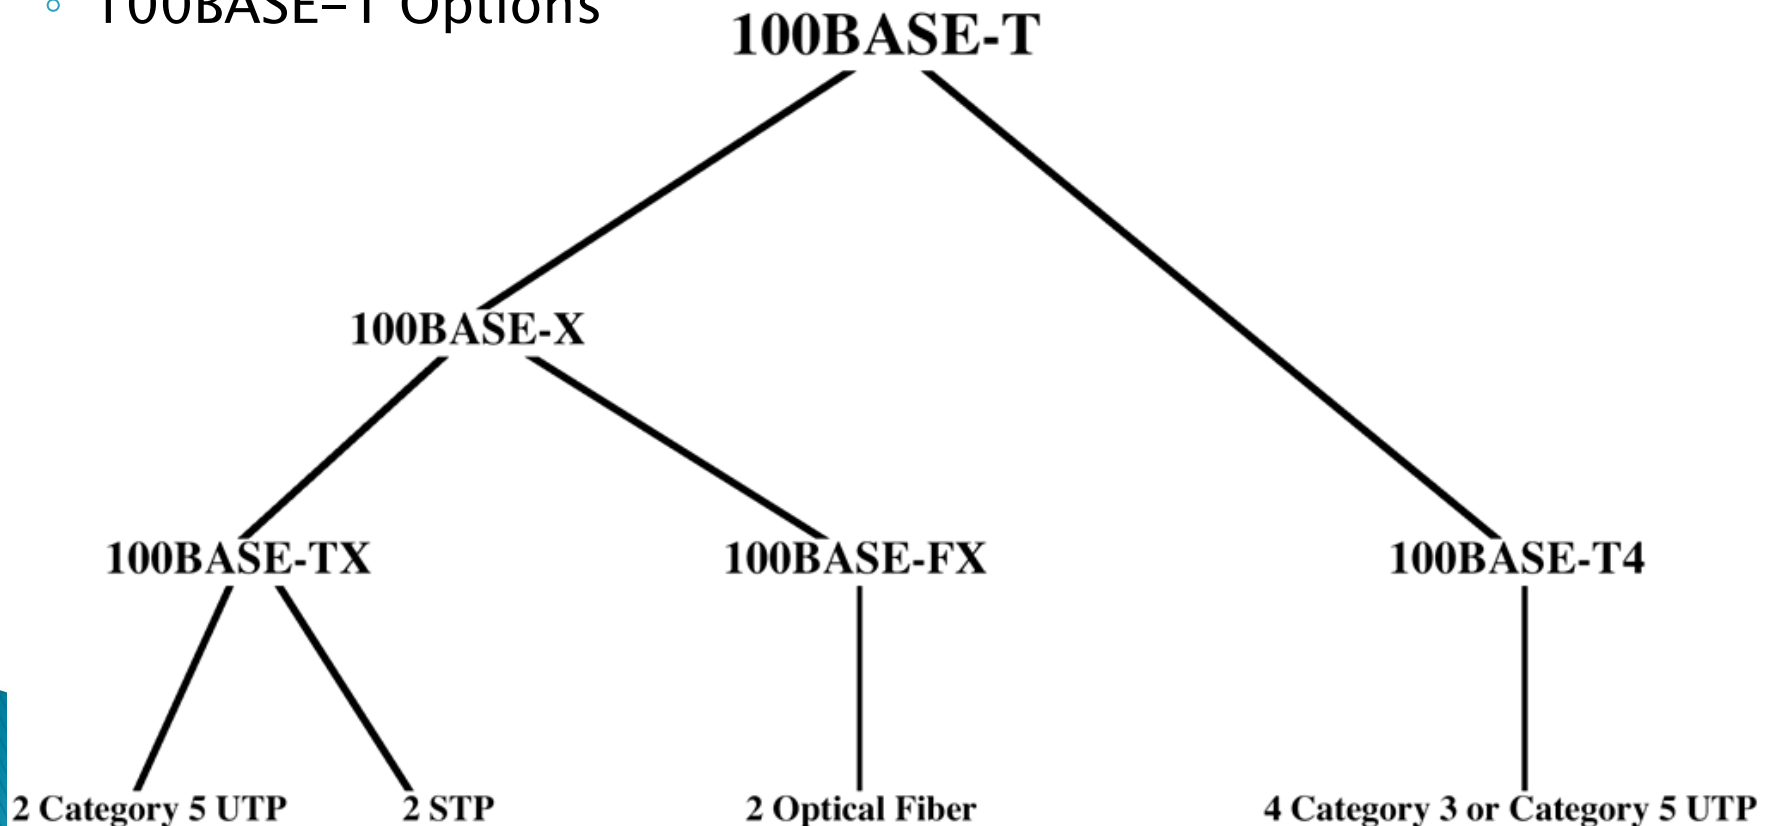 100BASE-T Options
100BASE-T
100BASE-X
100BASE-TX
100BASE-FX
100BASE-T4
2 Category 5 UTP
2 STP
2 Optical Fiber
4 Category 3 or Category 5 UTP